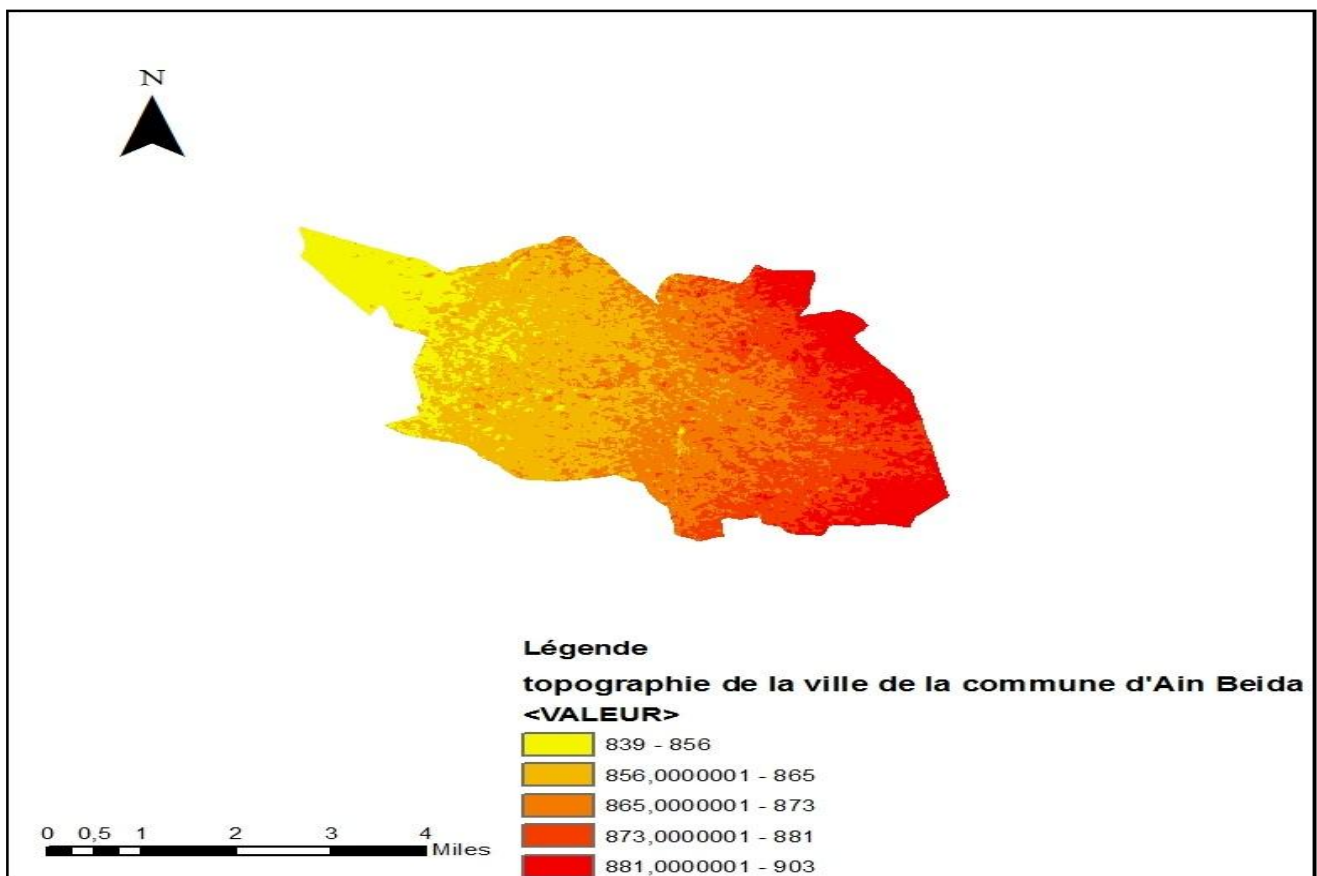 N
Légende
topographie de la ville de la commune d'Ain Beida
<VALEUR>
839 - 856
856,0000001 - 865
865,0000001 - 873
873,0000001 - 881
881,0000001 - 903
0 0,5 1 2 3 4
Miles